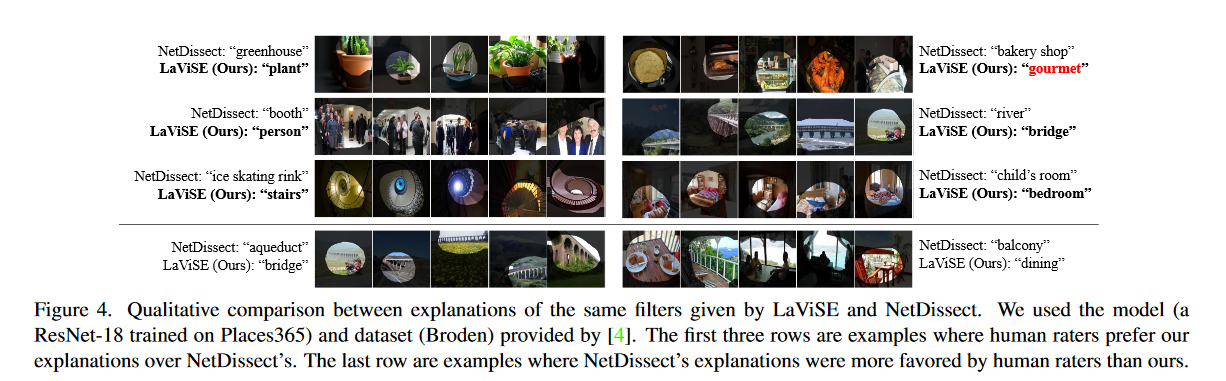 NetDissect: “greenhouse”
LaViSE (Ours): “plant”
NetDissect: “bakery shop”
LaViSE (Ours): “gourmet”
NetDissect: “booth”
LaViSE (Ours): “person”
NetDissect: “river”
LaViSE (Ours): “bridge”
NetDissect: “ice skating rink”
LaViSE (Ours): “stairs”
NetDissect: “child’s room”
LaViSE (Ours): “bedroom”
NetDissect: “aqueduct”
LaViSE (Ours): “bridge”
NetDissect: “balcony”
LaViSE (Ours): “dining”
Figure 4. Qualitative comparison between explanations of the same filters given by LaViSE and NetDissect. We used the model (a
ResNet-18 trained on Places365) and dataset (Broden) provided by [4]. The first three rows are examples where human raters prefer our
explanations over NetDissect’s. The last row are examples where NetDissect’s explanations were more favored by human raters than ours.